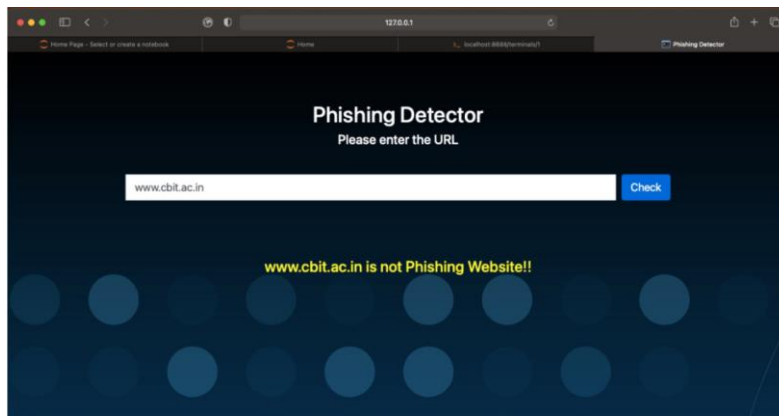 127.0.0.1
Home Page - Select or create a notebook
Home
localhost:8888/terminals/1
Phishing Detector
Phishing Detector
Please enter the URL
www.cbit.ac.in
Check
www.cbit.ac.in is not Phishing Website!!